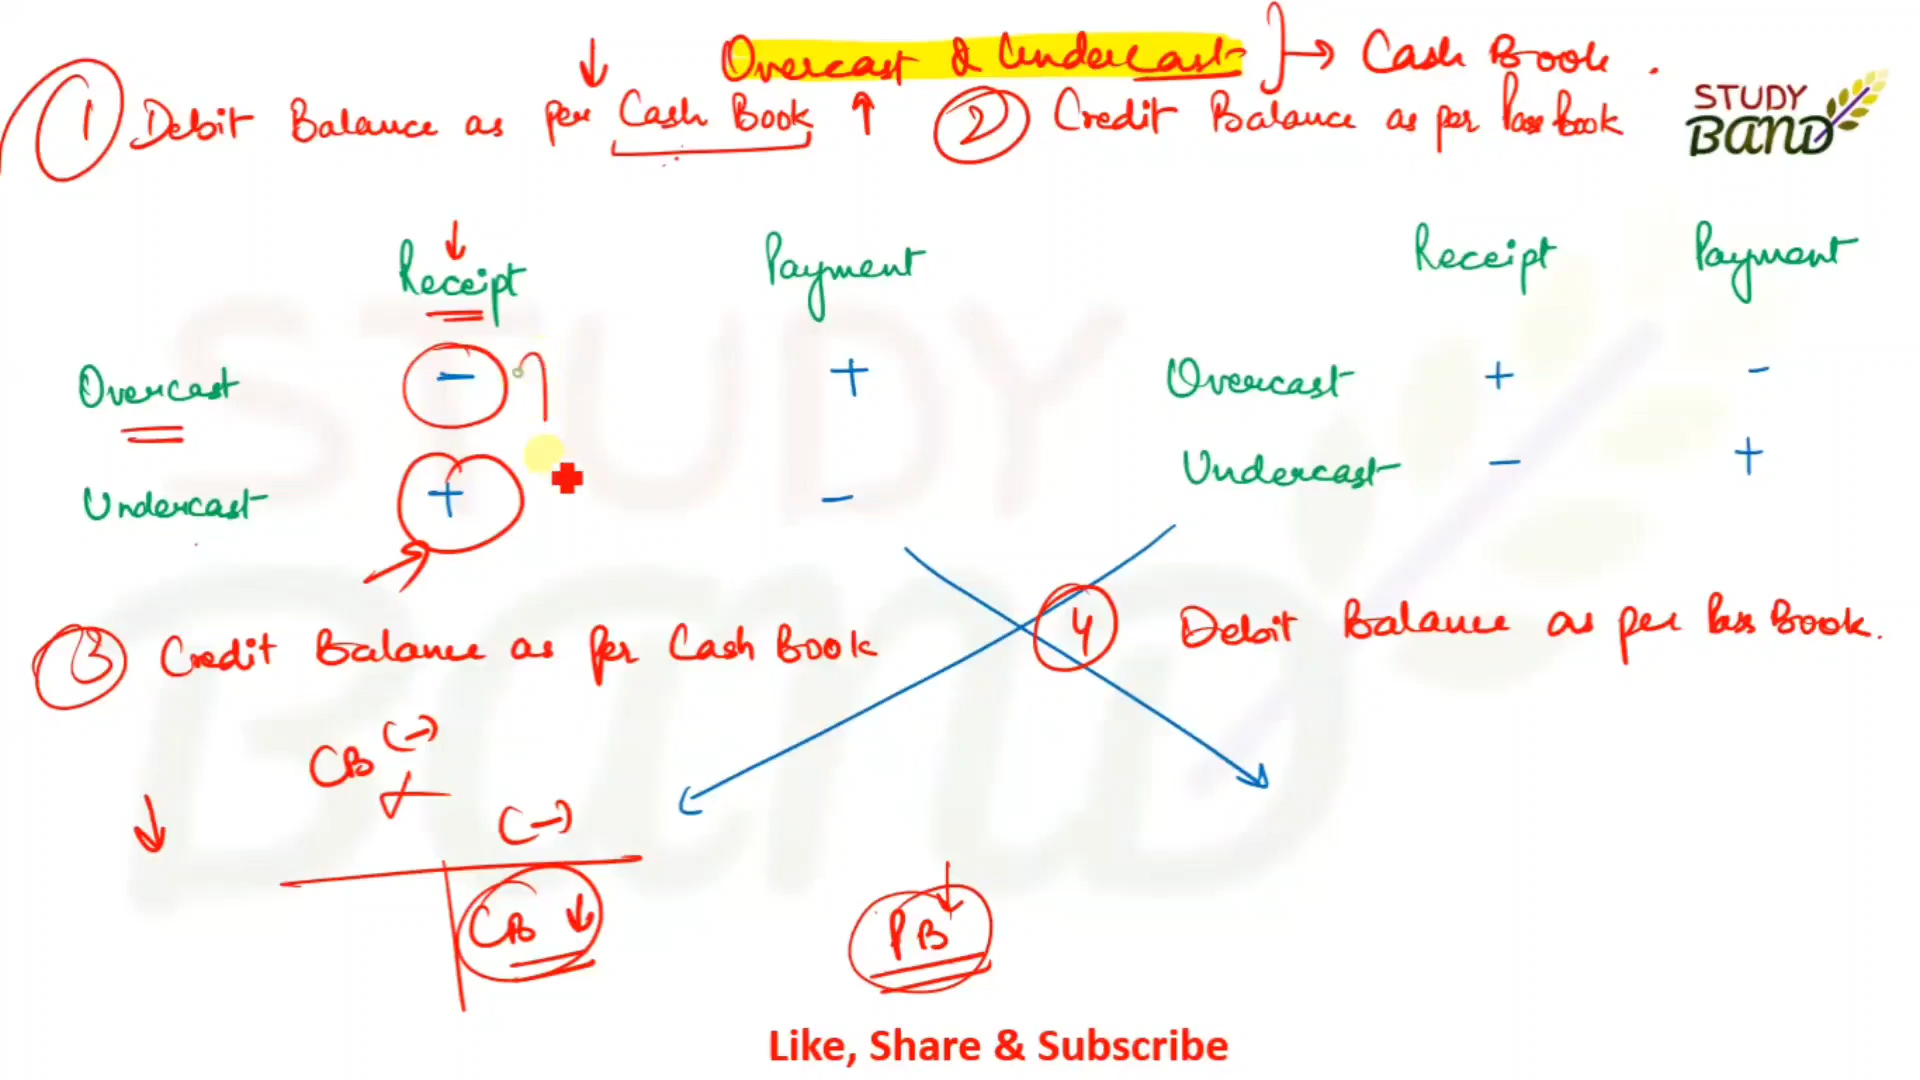 Overcast & Undercast } → Cash Book.
① Debit Balance as per Cash Book ② Credit Balance as per Pass Book
STUDY
BAND
Receipt Payment
Overcast - +
Undercast + -
Receipt Payment
Overcast + -
Undercast - +
③ Credit Balance as per Cash Book
④ Debit Balance as per Pass Book.
CB (-)
(-)
CB
PB
Like, Share & Subscribe
STUDY
Band